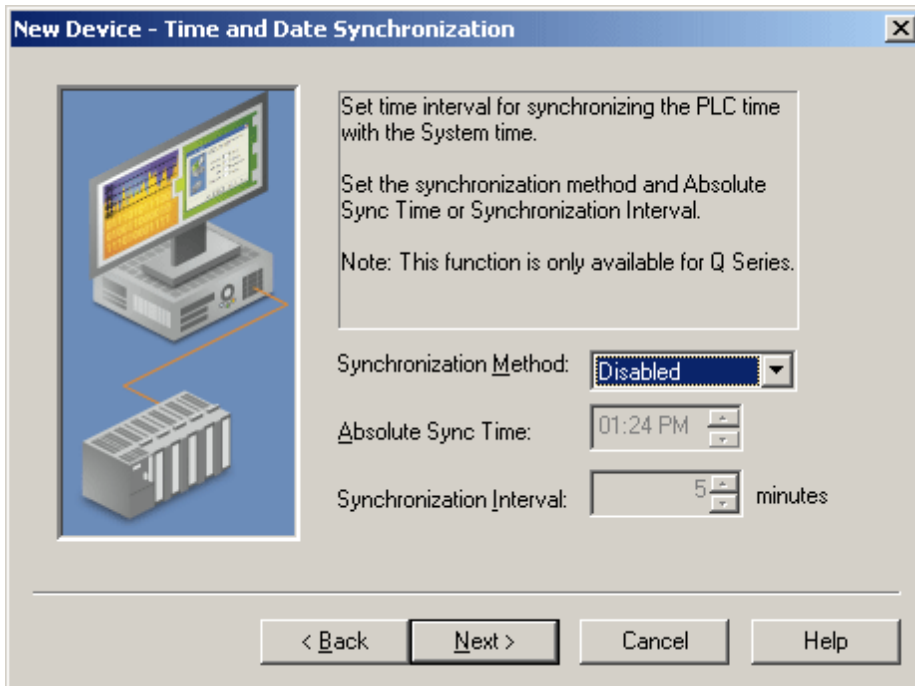 New Device - Time and Date Synchronization
Set time interval for synchronizing the PLC time
with the System time.
Set the synchronization method and Absolute
Sync Time or Synchronization Interval.
Note: This function is only available for Q Series.
Synchronization Method: Disabled
Absolute Sync Time: 01:24 PM
Synchronization Interval: 5 minutes
< Back Next > Cancel Help